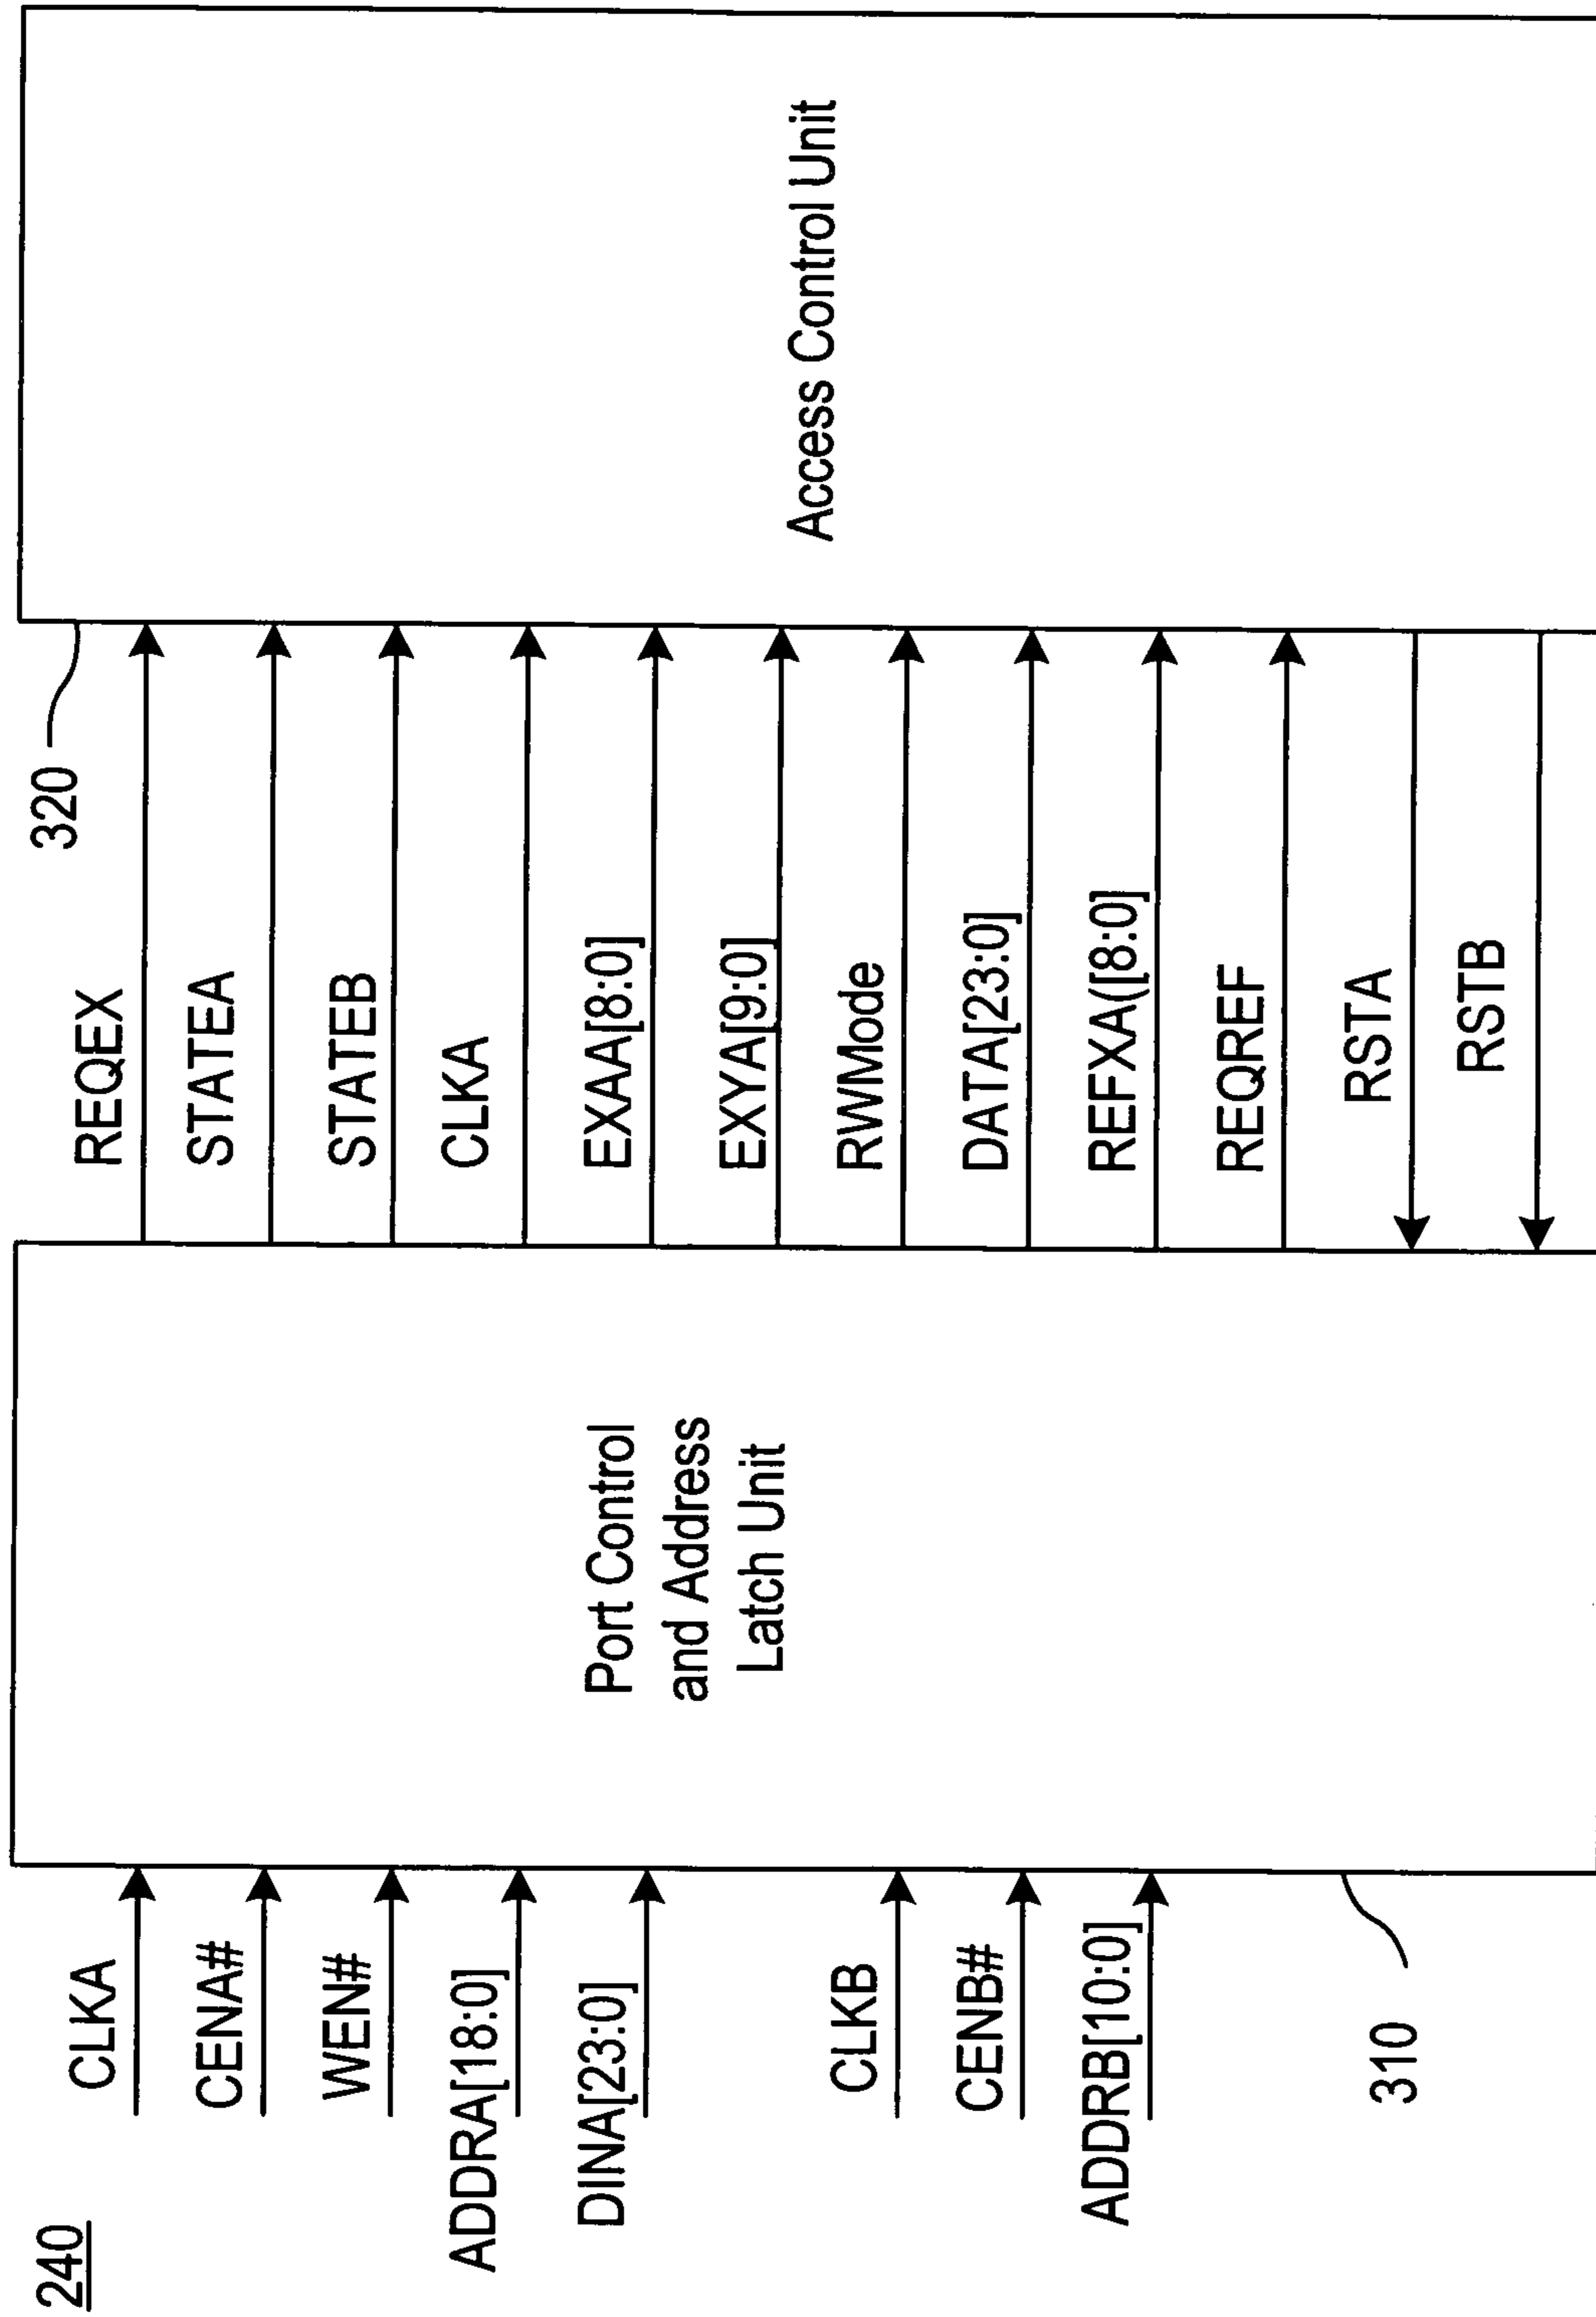 240
CLKA
CENA#
WEN#
ADDRA[18:0]
DINA[23:0]
CLKB
CENB#
ADDRB[10:0]
310
Port Control
and Address
Latch Unit
320
REQEX
STATEA
STATEB
CLKA
EXAA[8:0]
EXYA[9:0]
RWMode
DATA[23:0]
REFXA([8:0]
REQREF
RSTA
RSTB
Access Control Unit